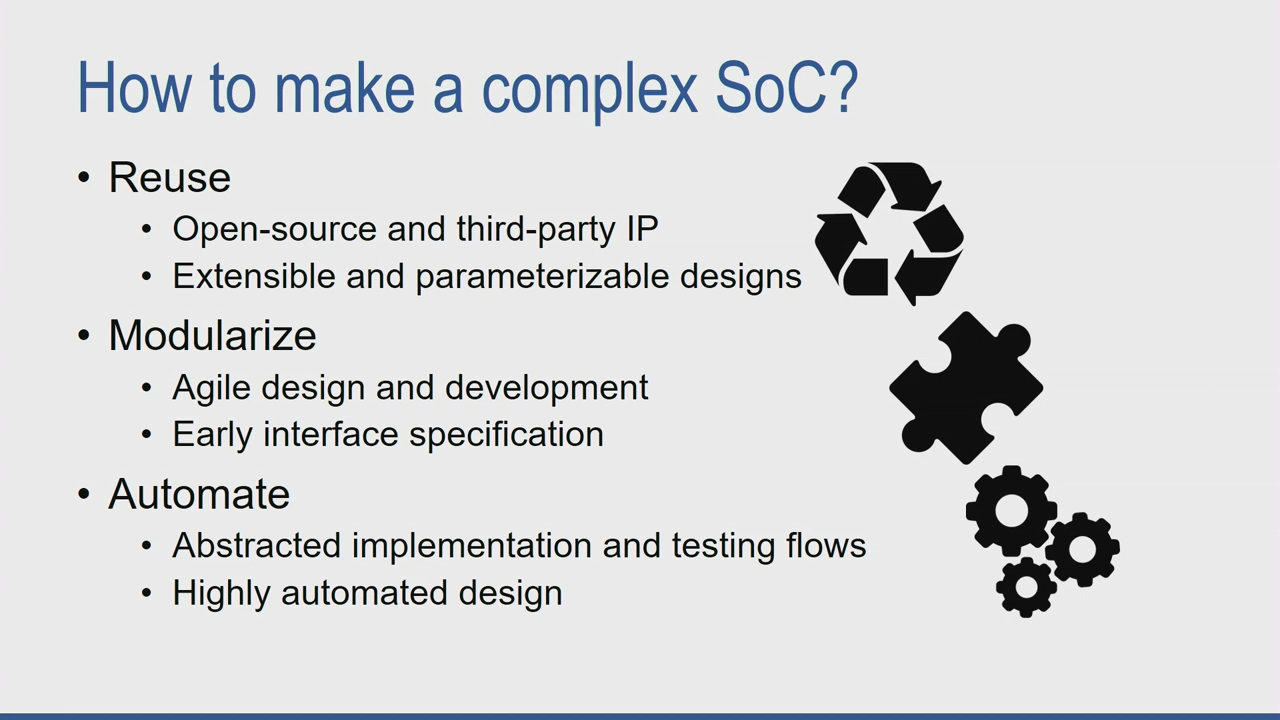 How to make a complex SoC?
• Reuse
• Open-source and third-party IP
• Extensible and parameterizable designs
• Modularize
• Agile design and development
• Early interface specification
• Automate
• Abstracted implementation and testing flows
• Highly automated design